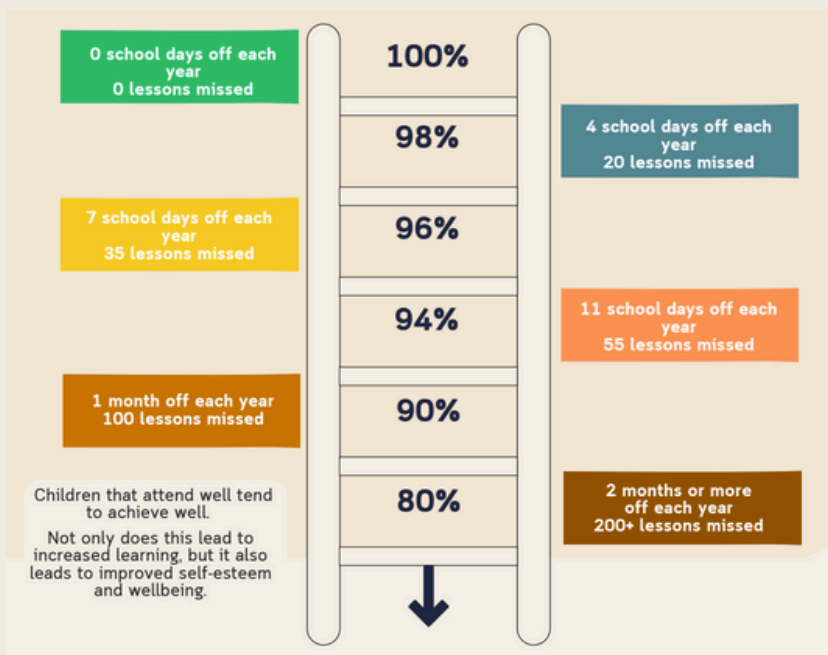 0 school days off each
year
0 lessons missed
100%
98%
4 school days off each
year
20 lessons missed
7 school days off each
year
35 lessons missed
96%
94%
11 school days off each
year
55 lessons missed
1 month off each year
100 lessons missed
90%
80%
2 months or more
off each year
200+ lessons missed
Children that attend well tend
to achieve well.
Not only does this lead to
increased learning, but it also
leads to improved self-esteem
and wellbeing.